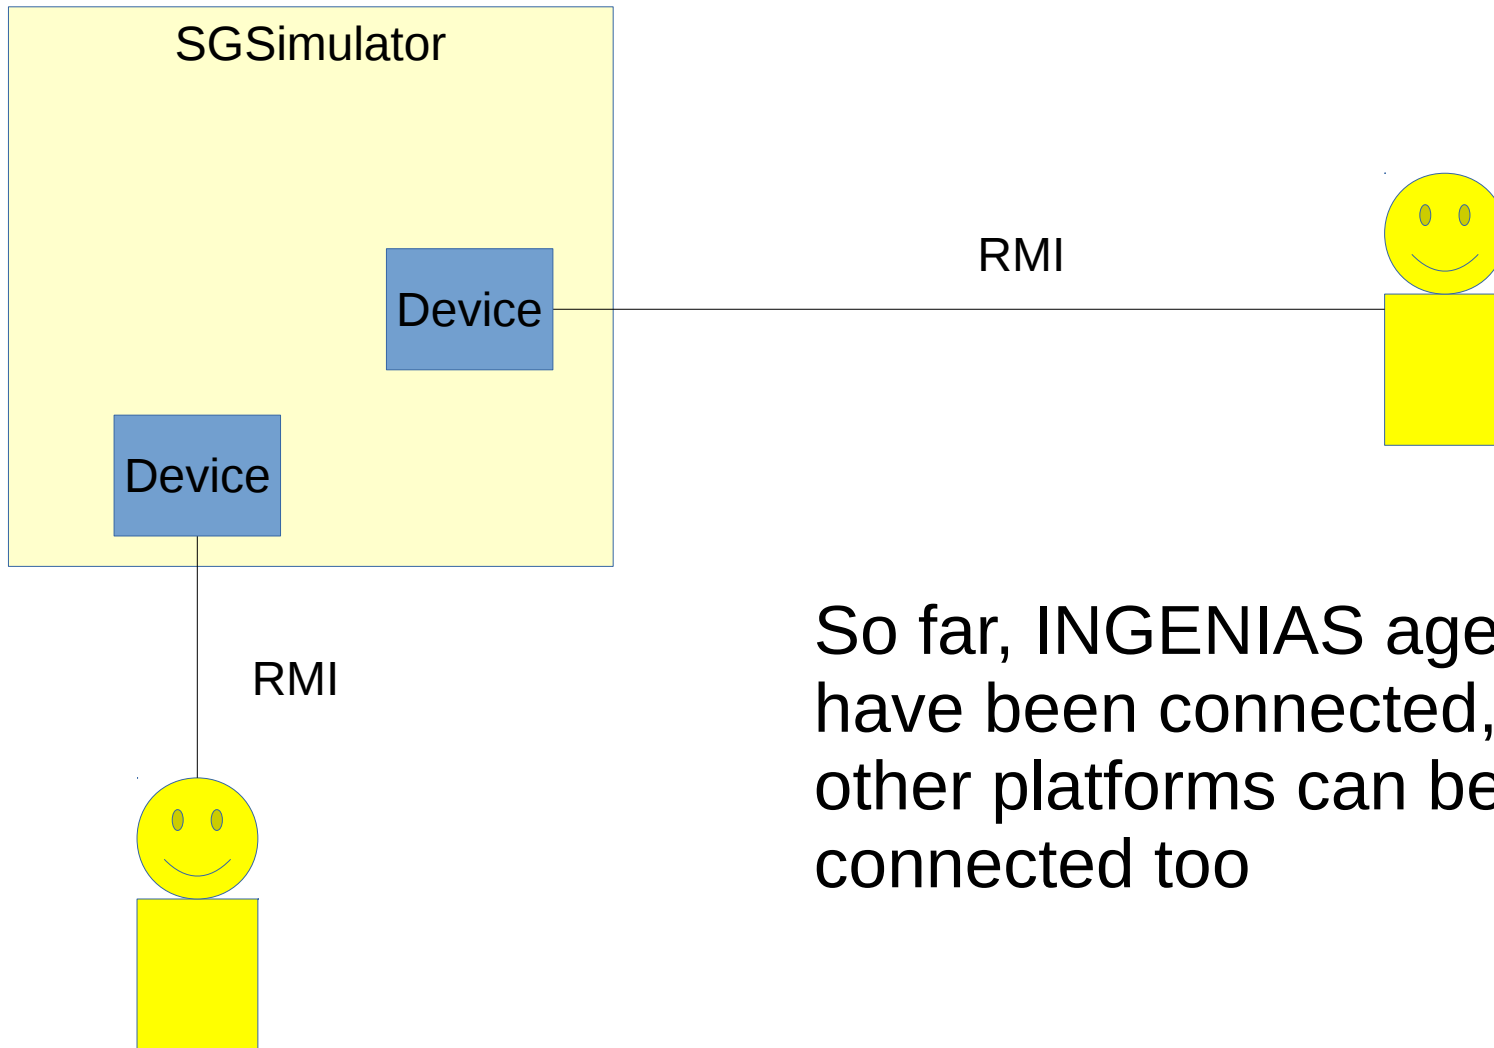 SGSimulator
RMI
Device
Device
RMI
So far, INGENIAS age
have been connected,
other platforms can be
connected too